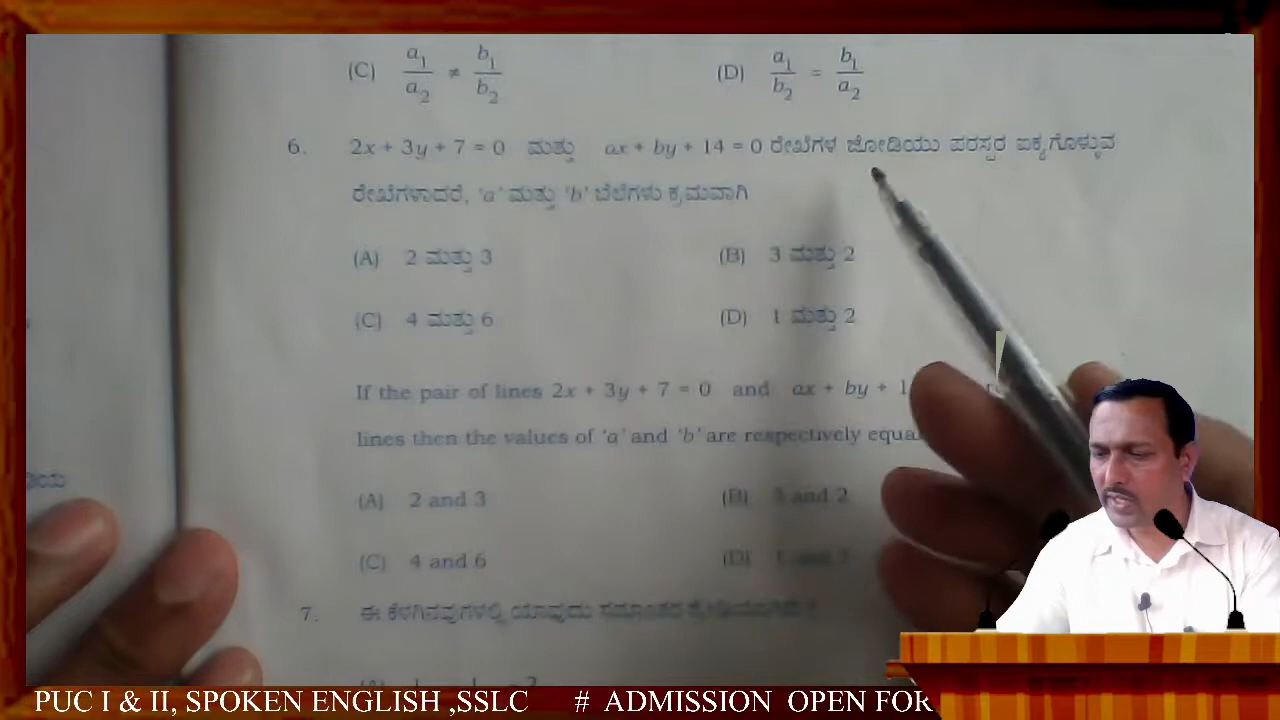 (C) a₁/a₂ ≠ b₁/b₂ (D) a₁/b₂ = b₁/a₂
6. 2x + 3y + 7 = 0 ಮತ್ತು ax + by + 14 = 0 ರೇಖೆಗಳ ಜೋಡಿಯು ಪರಸ್ಪರ ಐಕ್ಯಗೊಳ್ಳುವ
ರೇಖೆಗಳಾದರೆ, 'a' ಮತ್ತು 'b' ಬೆಲೆಗಳು ಕ್ರಮವಾಗಿ
(A) 2 ಮತ್ತು 3 (B) 3 ಮತ್ತು 2
(C) 4 ಮತ್ತು 6 (D) 1 ಮತ್ತು 2
If the pair of lines 2x + 3y + 7 = 0 and ax + by + 1
lines then the values of 'a' and 'b' are respectively
(A) 2 and 3 (B) 3 and 2
(C) 4 and 6 (D)
7. ಈ ಕೆಳಗಿನವುಗಳಲ್ಲಿ ಯಾವುದು
PUC I & II, SPOKEN ENGLISH ,SSLC # ADMISSION OPEN FOR